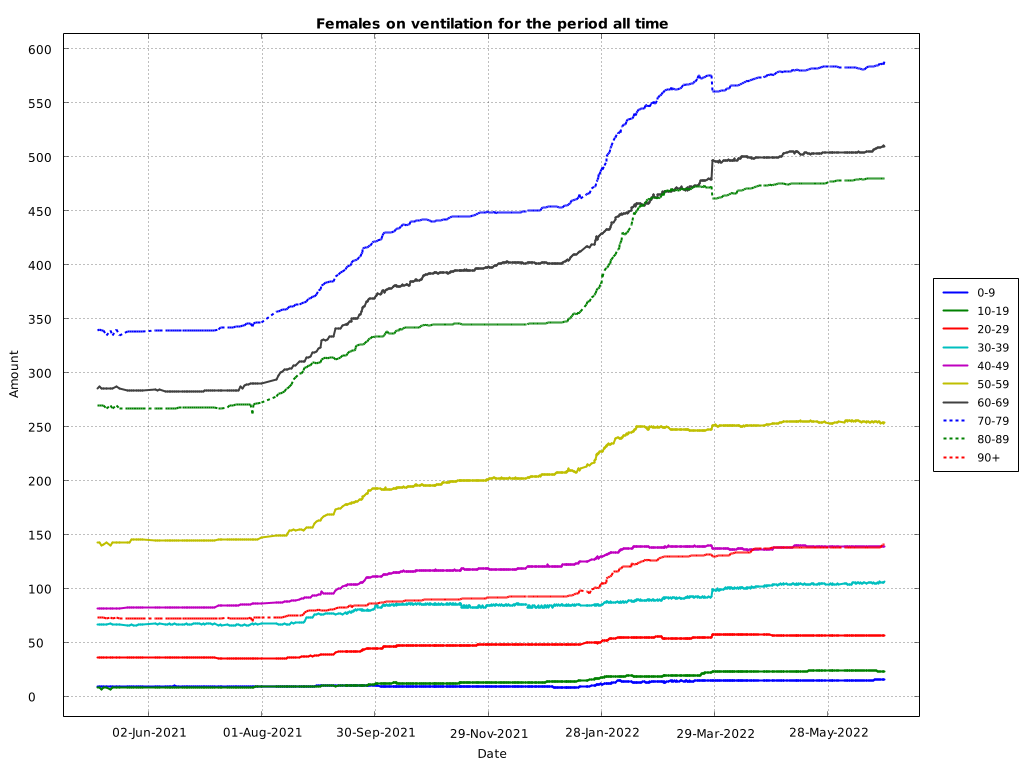 Females on ventilation for the period all time
600
550
500
450
400
350
300
250
200
150
100
50
0
Amount
02-Jun-2021
01-Aug-2021
30-Sep-2021
29-Nov-2021
28-Jan-2022
29-Mar-2022
28-May-2022
Date
0-9
10-19
20-29
30-39
40-49
50-59
60-69
70-79
80-89
90+